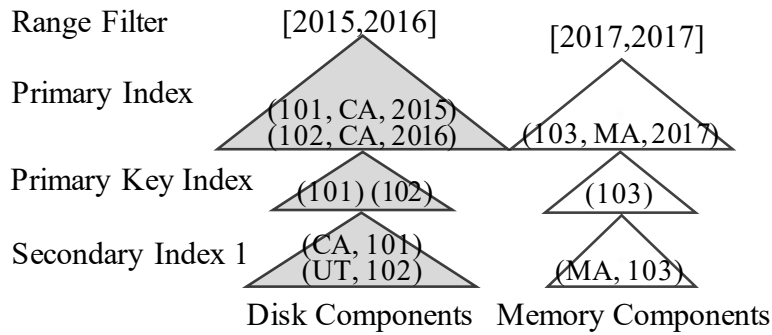 Range Filter [2015,2016] [2017,2017]
Primary Index
(101, CA, 2015)
(102, CA, 2016) (103, MA, 2017)
Primary Key Index (101) (102) (103)
(CA, 101)
Secondary Index 1
(UT, 102) (MA, 103)
Disk Components Memory Components